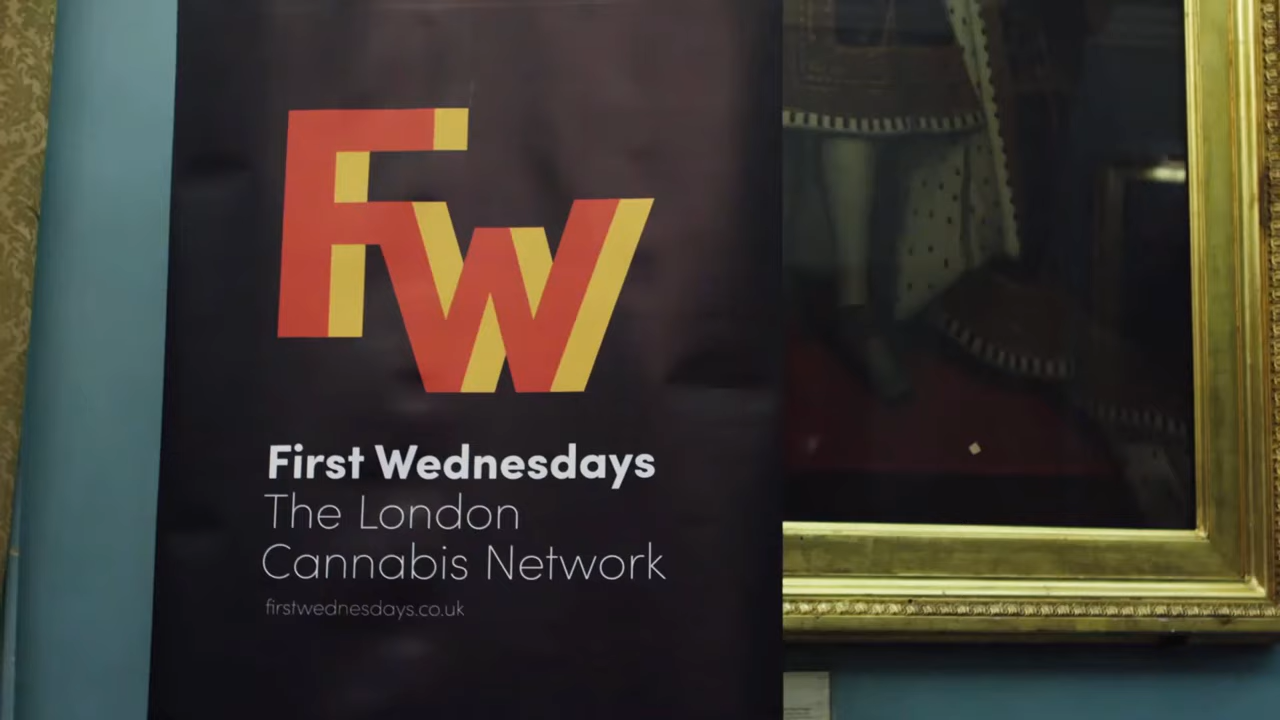 FW
First Wednesdays
The London
Cannabis Network
firstwednesdays.co.uk